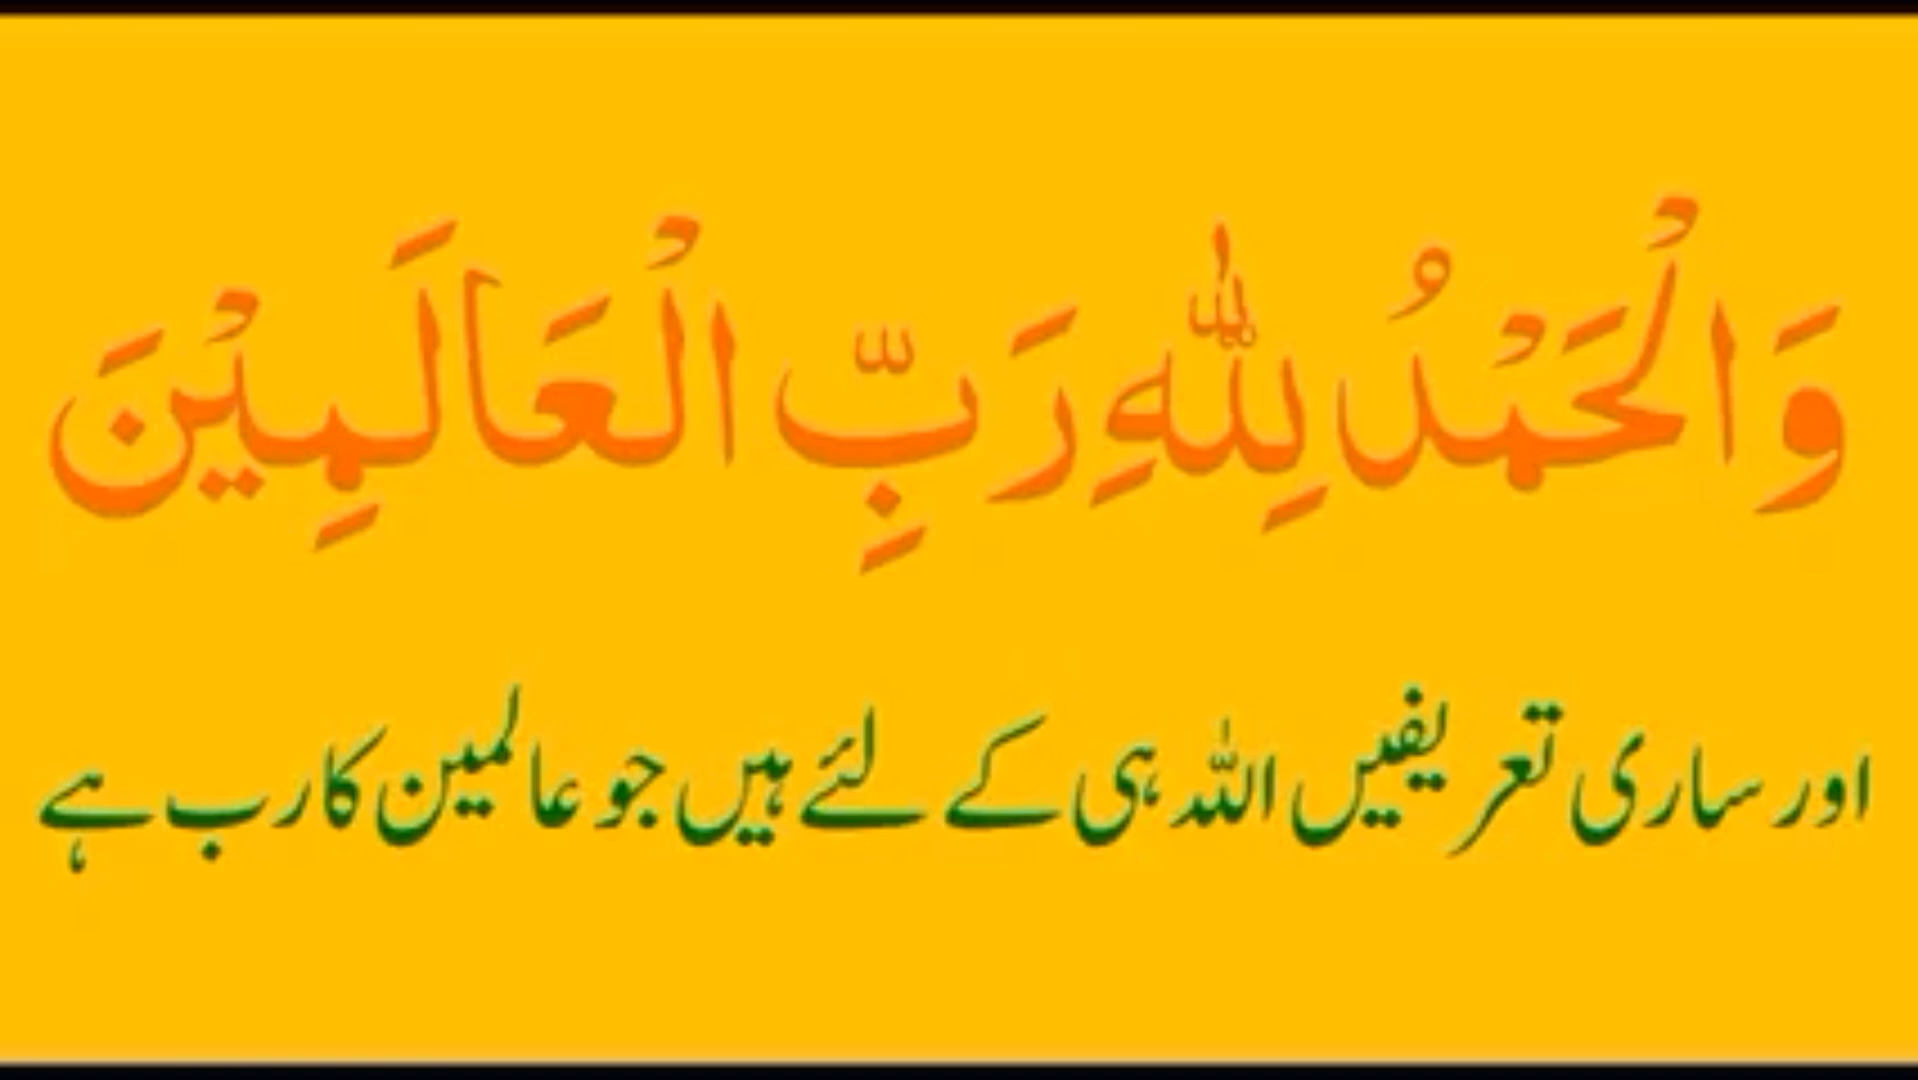 وَالْحَمْدُ لِلّٰهِ رَبِّ الْعَالَمِيْنَ
اور ساری تعریفیں اللہ ہی کے لئے ہیں جو عالمین کا رب ہے